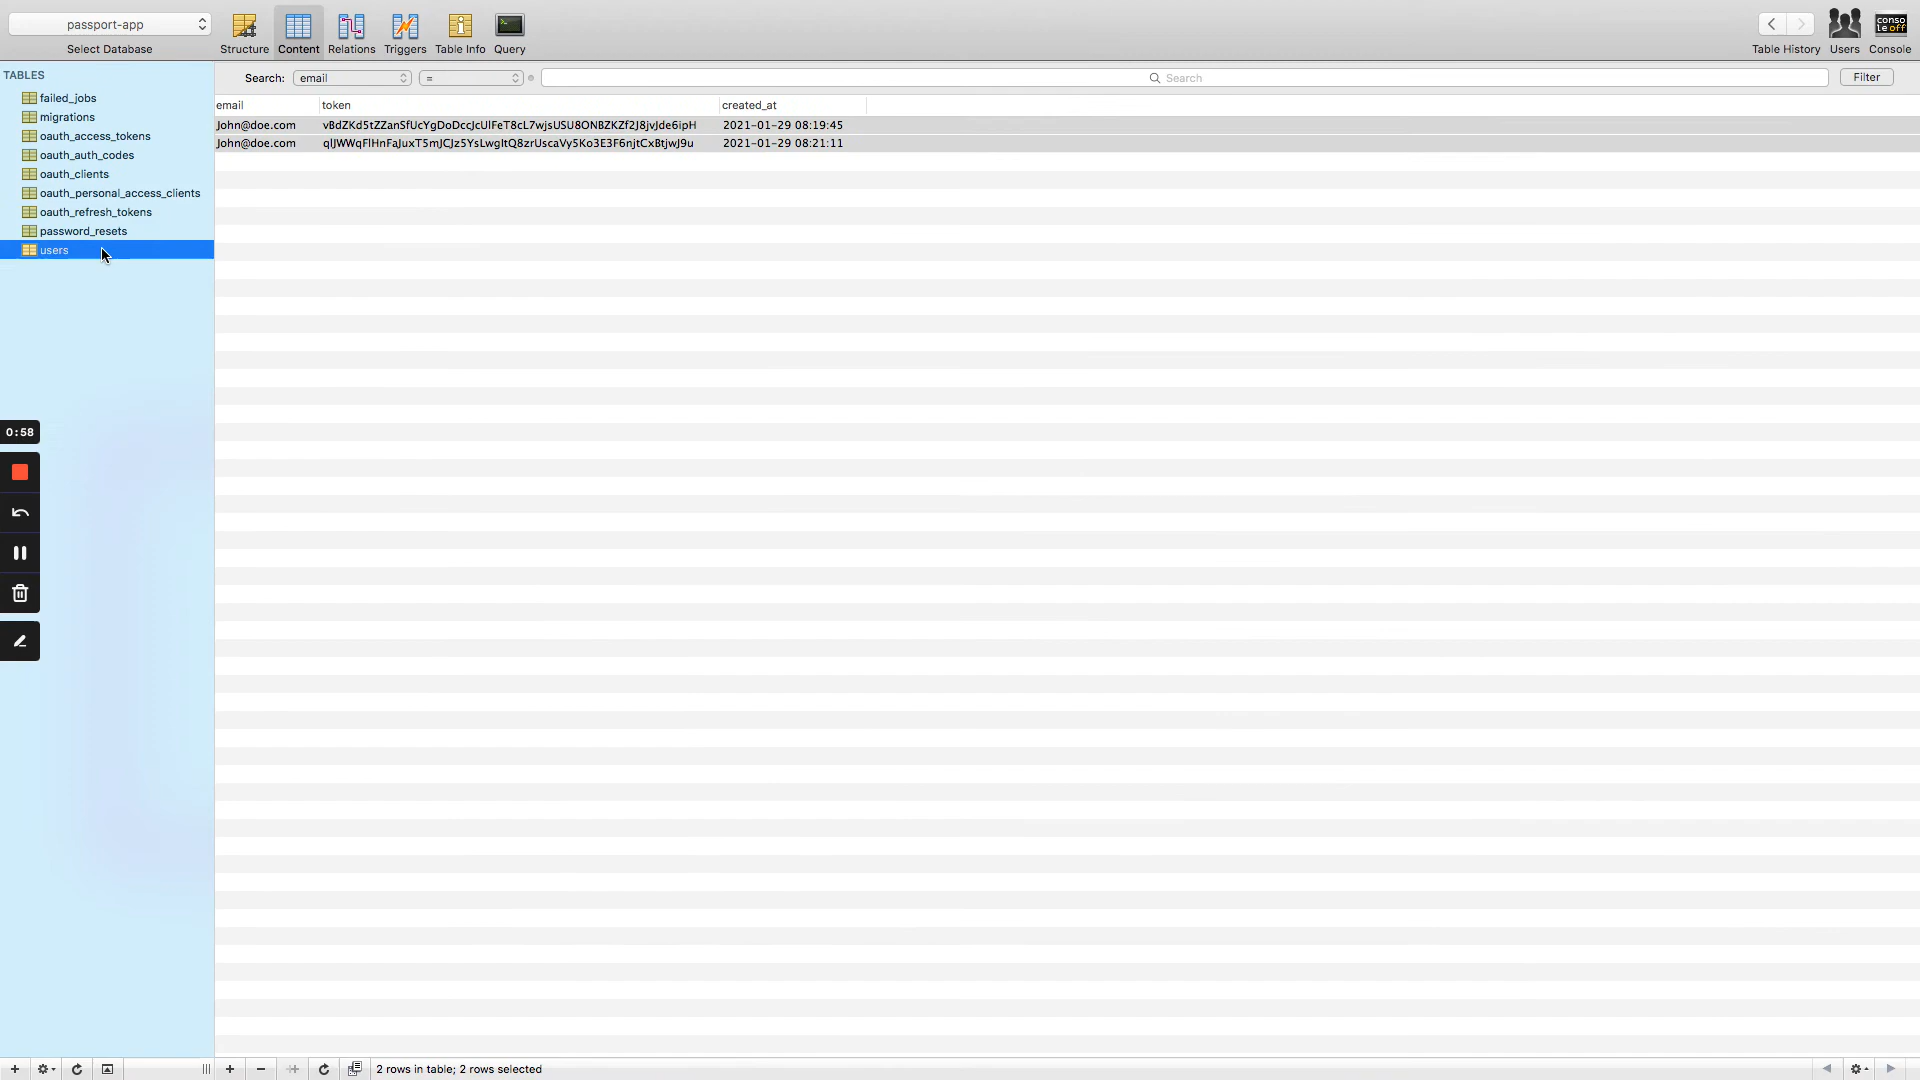 passport-app
Select Database
Structure
Content
Relations
Triggers
Table Info
Query
Table History
Users
Console
conso
le off
TABLES
failed_jobs
migrations
oauth_access_tokens
oauth_auth_codes
oauth_clients
oauth_personal_access_clients
oauth_refresh_tokens
password_resets
users
Search: email = Search Filter
email token created_at
John@doe.com 2021-01-29 08:19:45
John@doe.com 2021-01-29 08:21:11
0:58
2 rows in table; 2 rows selected